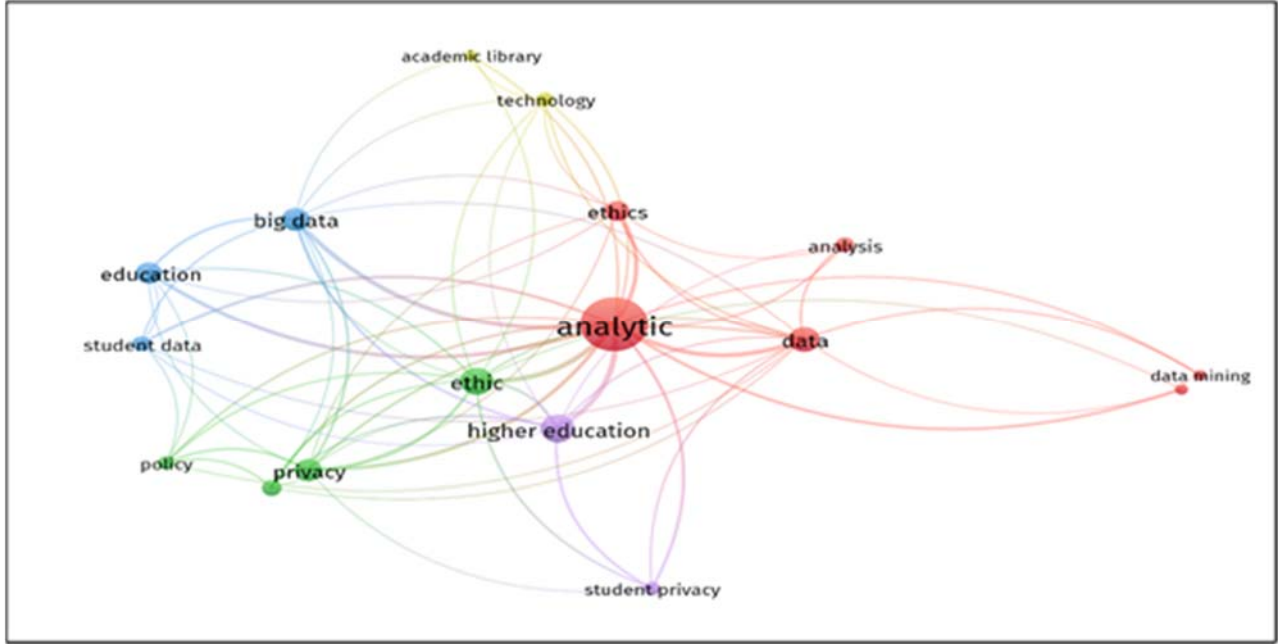 academic library
technology
big data
ethics
analysis
education
analytic
student data
data
data mining
ethic
higher education
policy
privacy
student privacy